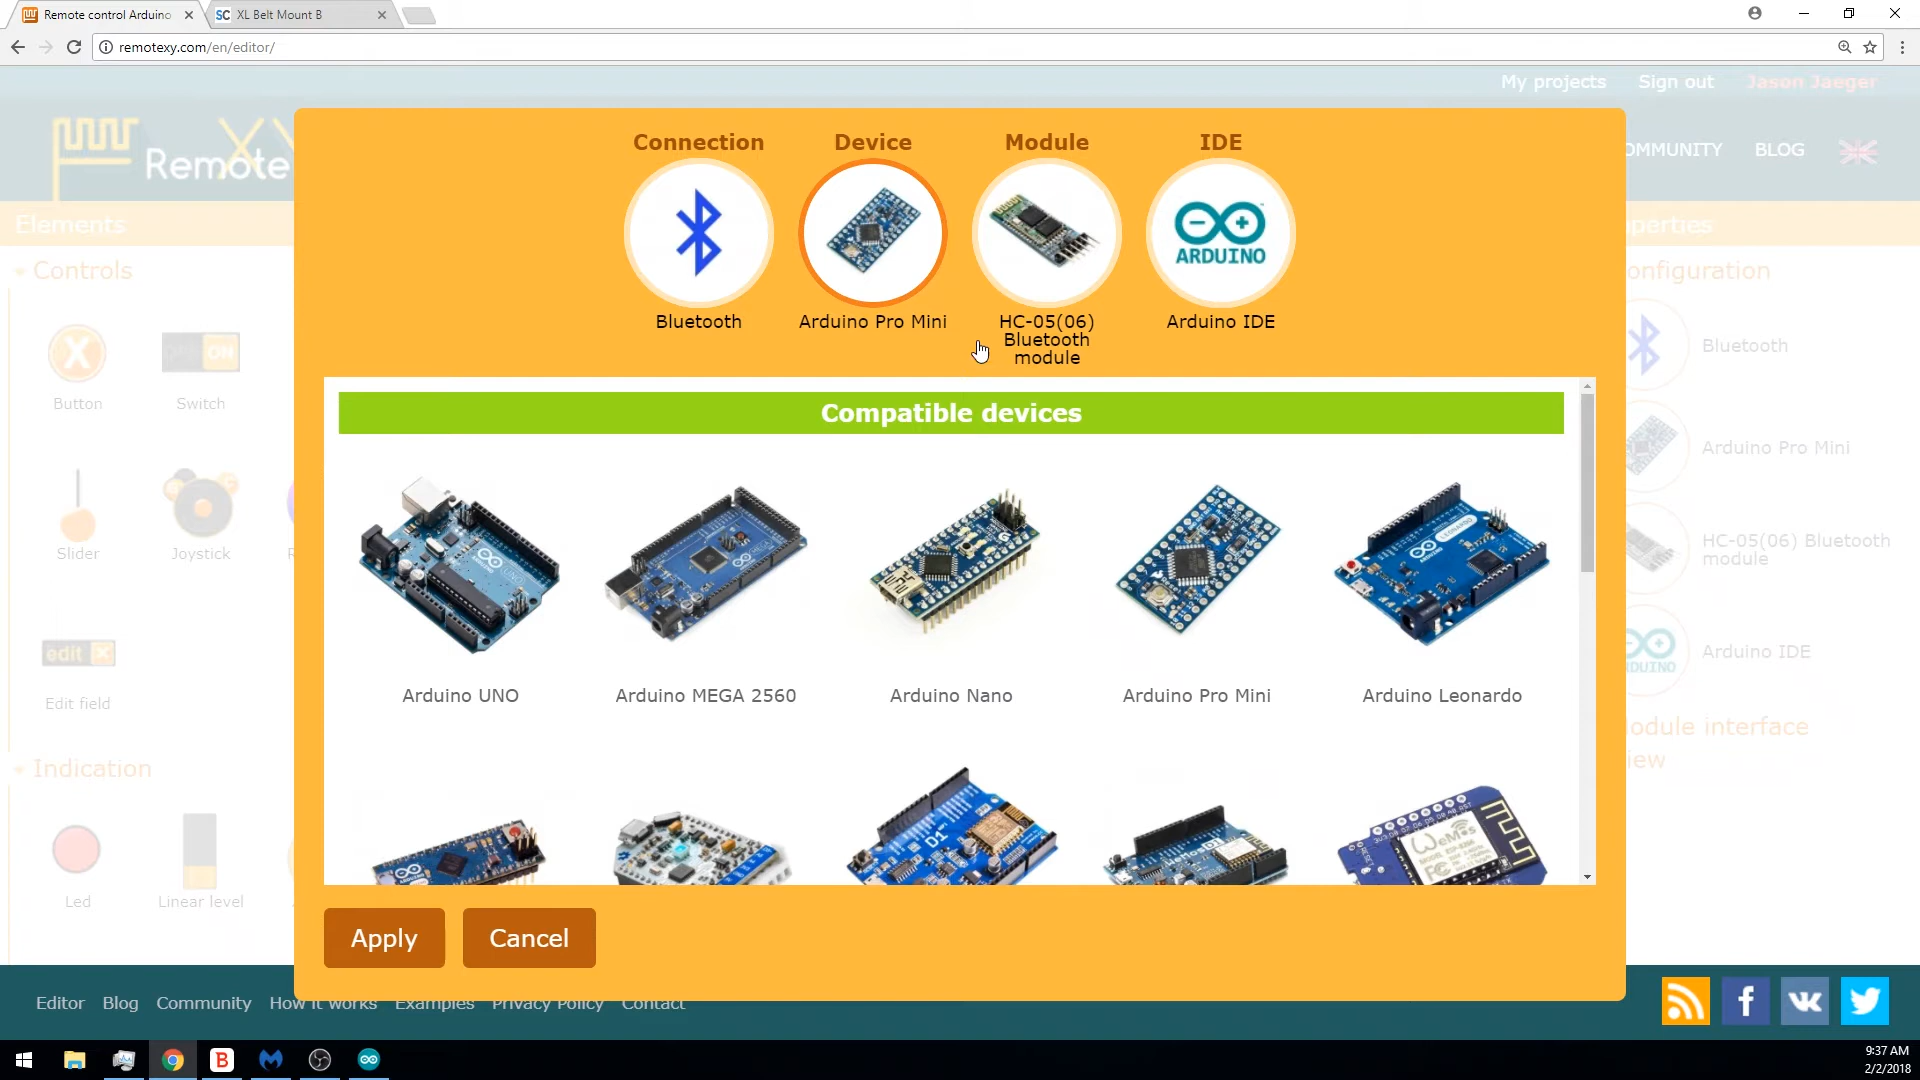 Remote control Arduino
SC XL Belt Mount B
remotexy.com/en/editor/
My projects Sign out Jason Jaeger
Remote
COMMUNITY BLOG
Elements
Properties
Controls
Button Switch
Slider Joystick
edit X
Edit field
Indication
Led Linear level
Connection Device Module IDE
ARDUINO
Bluetooth Arduino Pro Mini HC-05(06) Bluetooth module Arduino IDE
Compatible devices
Arduino UNO Arduino MEGA 2560 Arduino Nano Arduino Pro Mini Arduino Leonardo
Apply Cancel
onfiguration
Bluetooth
Arduino Pro Mini
HC-05(06) Bluetooth
module
Arduino IDE
odule interface
iew
Editor Blog Community How it works Examples Privacy Policy Contact
9:37 AM
2/2/2018